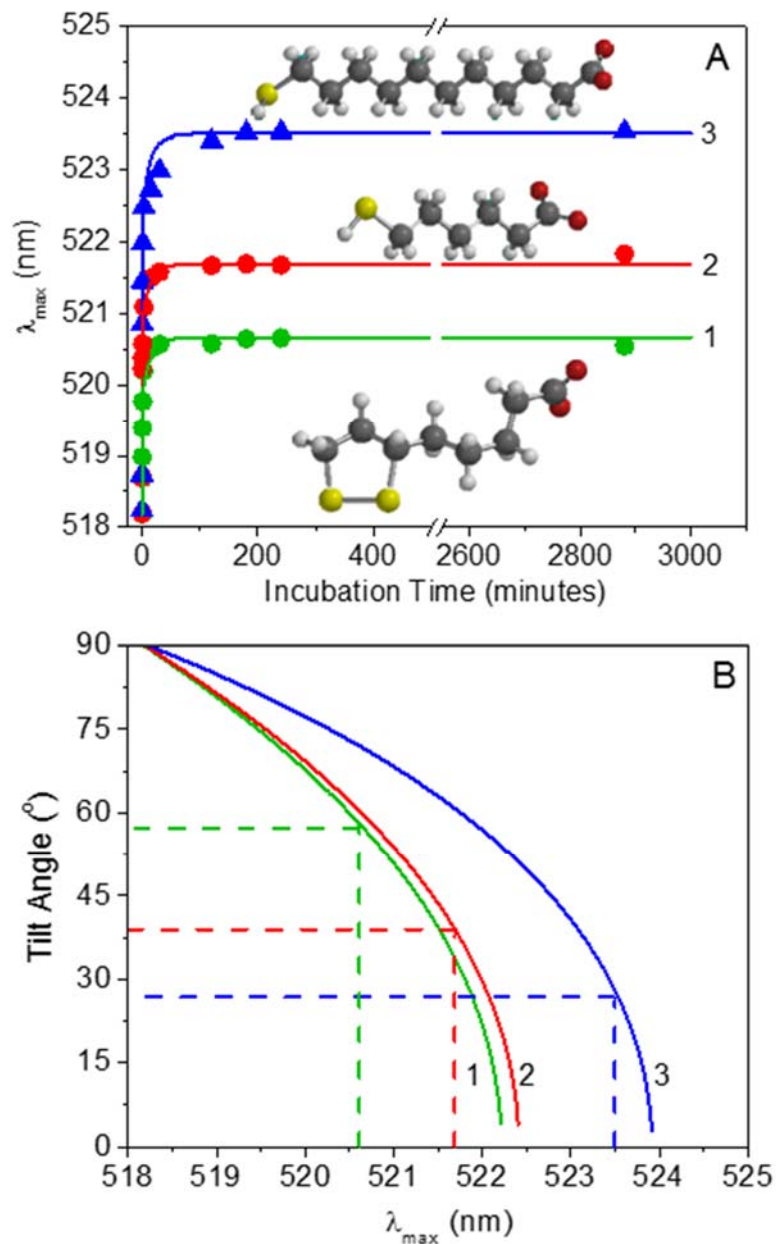 A
525
524
523
522
521
520
519
518
λmax (nm)
3
2
1
0 200 400 2600 2800 3000
Incubation Time (minutes)
B
90
75
60
45
30
15
0
Tilt Angle (°)
1 2 3
518 519 520 521 522 523 524 525
λmax (nm)